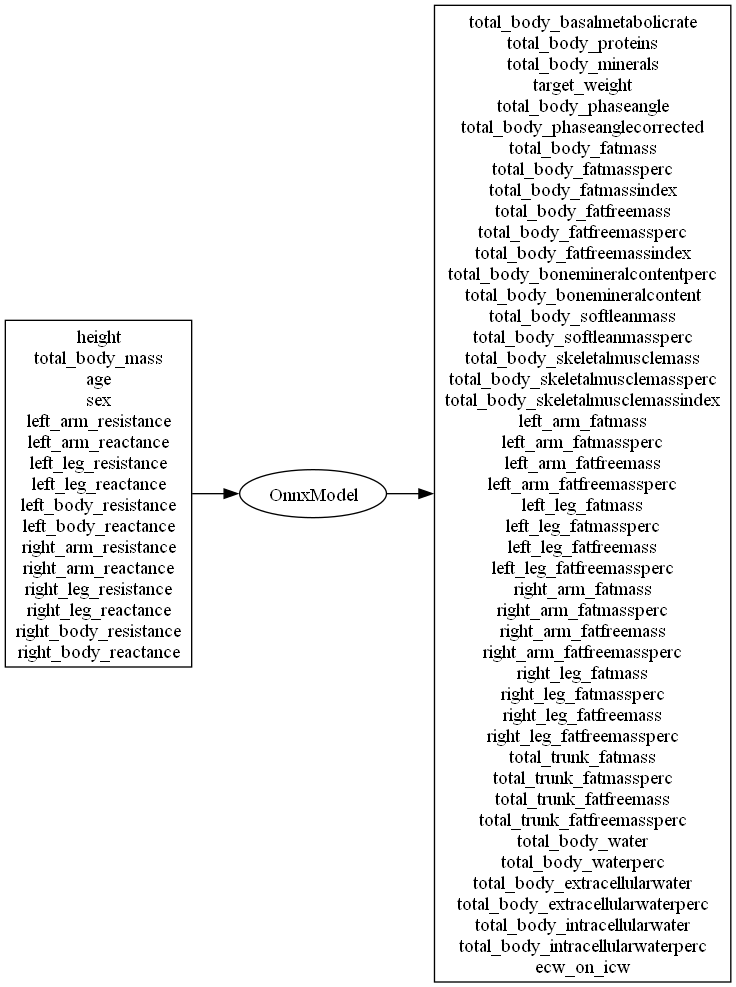 height
total_body_mass
age
sex
left_arm_resistance
left_arm_reactance
left_leg_resistance
left_leg_reactance
left_body_resistance
left_body_reactance
right_arm_resistance
right_arm_reactance
right_leg_resistance
right_leg_reactance
right_body_resistance
right_body_reactance
OnnxModel
total_body_basalmetabolicrate
total_body_proteins
total_body_minerals
target_weight
total_body_phaseangle
total_body_phaseanglecorrected
total_body_fatmass
total_body_fatmassperc
total_body_fatmassindex
total_body_fatfreemass
total_body_fatfreemassperc
total_body_fatfreemassindex
total_body_bonemineralcontentperc
total_body_bonemineralcontent
total_body_softleanmass
total_body_softleanmassperc
total_body_skeletalmusclemass
total_body_skeletalmusclemassperc
total_body_skeletalmusclemassindex
left_arm_fatmass
left_arm_fatmassperc
left_arm_fatfreemass
left_arm_fatfreemassperc
left_leg_fatmass
left_leg_fatmassperc
left_leg_fatfreemass
left_leg_fatfreemassperc
right_arm_fatmass
right_arm_fatmassperc
right_arm_fatfreemass
right_arm_fatfreemassperc
right_leg_fatmass
right_leg_fatmassperc
right_leg_fatfreemass
right_leg_fatfreemassperc
total_trunk_fatmass
total_trunk_fatmassperc
total_trunk_fatfreemass
total_trunk_fatfreemassperc
total_body_water
total_body_waterperc
total_body_extracellularwater
total_body_extracellularwaterperc
total_body_intracellularwater
total_body_intracellularwaterperc
ecw_on_icw